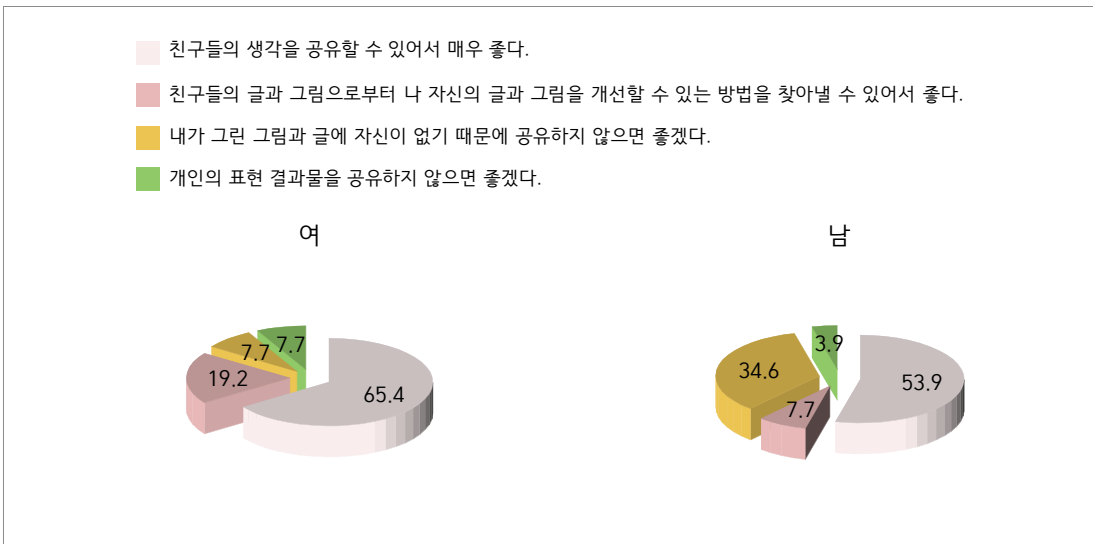 친구들의 생각을 공유할 수 있어서 매우 좋다.
친구들의 글과 그림으로부터 나 자신의 글과 그림을 개선할 수 있는 방법을 찾아낼 수 있어서 좋다.
내가 그린 그림과 글에 자신이 없기 때문에 공유하지 않으면 좋겠다.
개인의 표현 결과물을 공유하지 않으면 좋겠다.
여
7.7
7.7
19.2
65.4
남
3.9
34.6
53.9
7.7